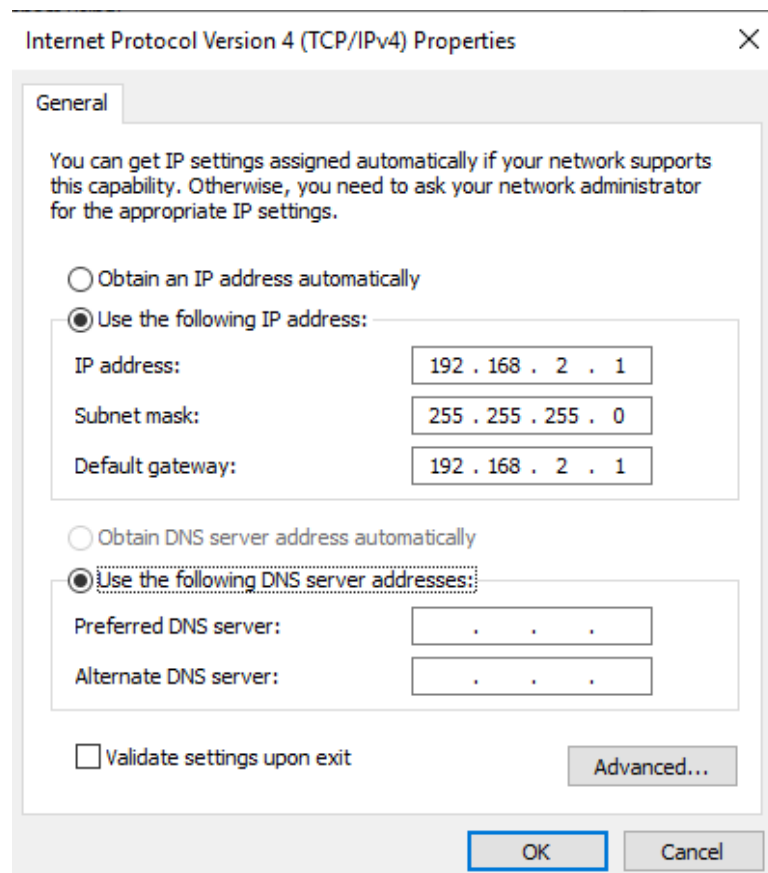 Internet Protocol Version 4 (TCP/IPv4) Properties
General
You can get IP settings assigned automatically if your network supports
this capability. Otherwise, you need to ask your network administrator
for the appropriate IP settings.
Obtain an IP address automatically
Use the following IP address:
IP address: 192 . 168 . 2 . 1
Subnet mask: 255 . 255 . 255 . 0
Default gateway: 192 . 168 . 2 . 1
Obtain DNS server address automatically
Use the following DNS server addresses:
Preferred DNS server: . . .
Alternate DNS server: . . .
Validate settings upon exit
Advanced...
OK Cancel